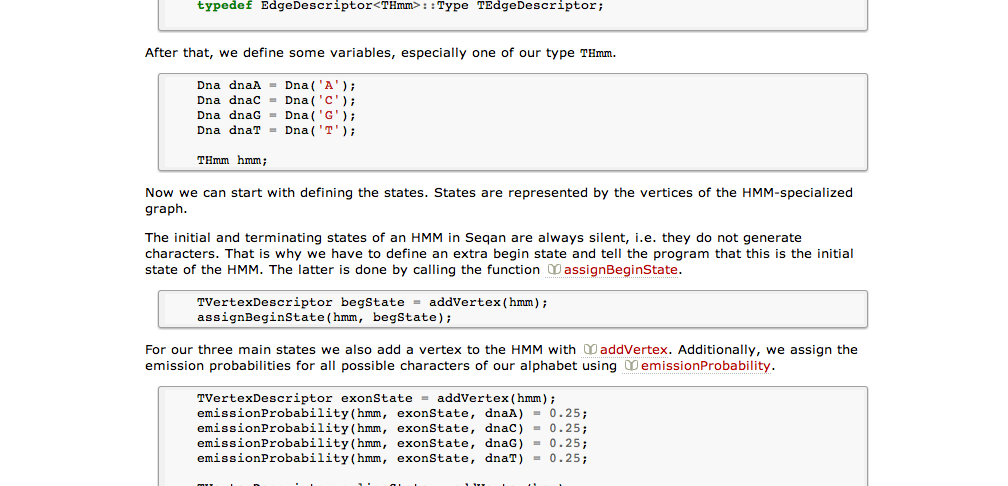 typedef EdgeDescriptor<THmm>::Type TEdgeDescriptor;
After that, we define some variables, especially one of our type THmm.
Dna dnaA = Dna('A');
Dna dnaC = Dna('C');
Dna dnaG = Dna('G');
Dna dnaT = Dna('T');
THmm hmm;
Now we can start with defining the states. States are represented by the vertices of the HMM-specialized
graph.
The initial and terminating states of an HMM in Seqan are always silent, i.e. they do not generate
characters. That is why we have to define an extra begin state and tell the program that this is the initial
state of the HMM. The latter is done by calling the function assignBeginState.
TVertexDescriptor begState = addVertex(hmm);
assignBeginState(hmm, begState);
For our three main states we also add a vertex to the HMM with addVertex. Additionally, we assign the
emission probabilities for all possible characters of our alphabet using emissionProbability.
TVertexDescriptor exonState = addVertex(hmm);
emissionProbability(hmm, exonState, dnaA) = 0.25;
emissionProbability(hmm, exonState, dnaC) = 0.25;
emissionProbability(hmm, exonState, dnaG) = 0.25;
emissionProbability(hmm, exonState, dnaT) = 0.25;